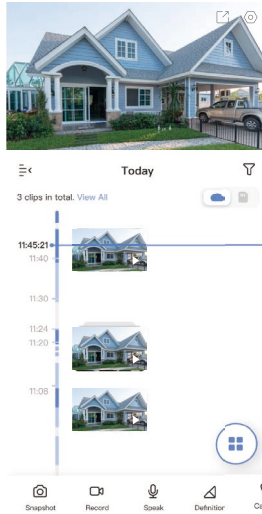 Today
3 clips in total. View All
11:45:21
11:40
11:30
11:24
11:20
11:08
Snapshot
Record
Speak
Definition